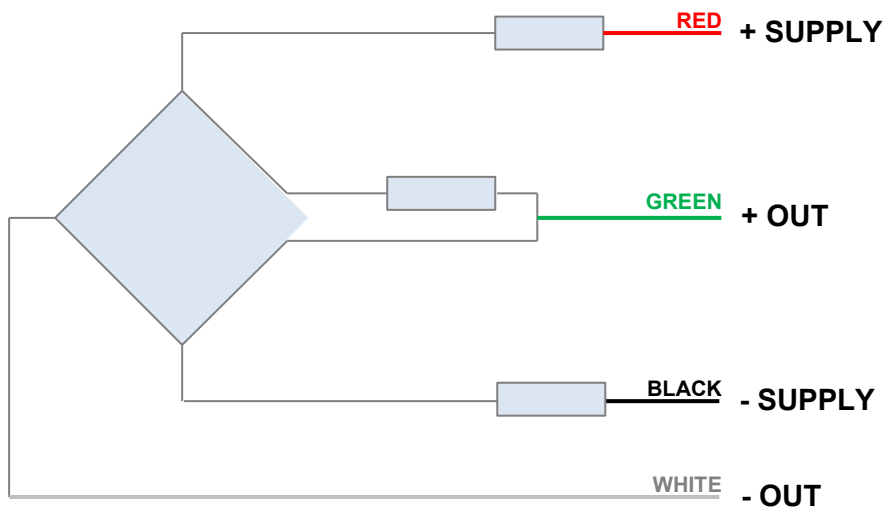 RED
+ SUPPLY
GREEN
+ OUT
BLACK
- SUPPLY
WHITE
- OUT